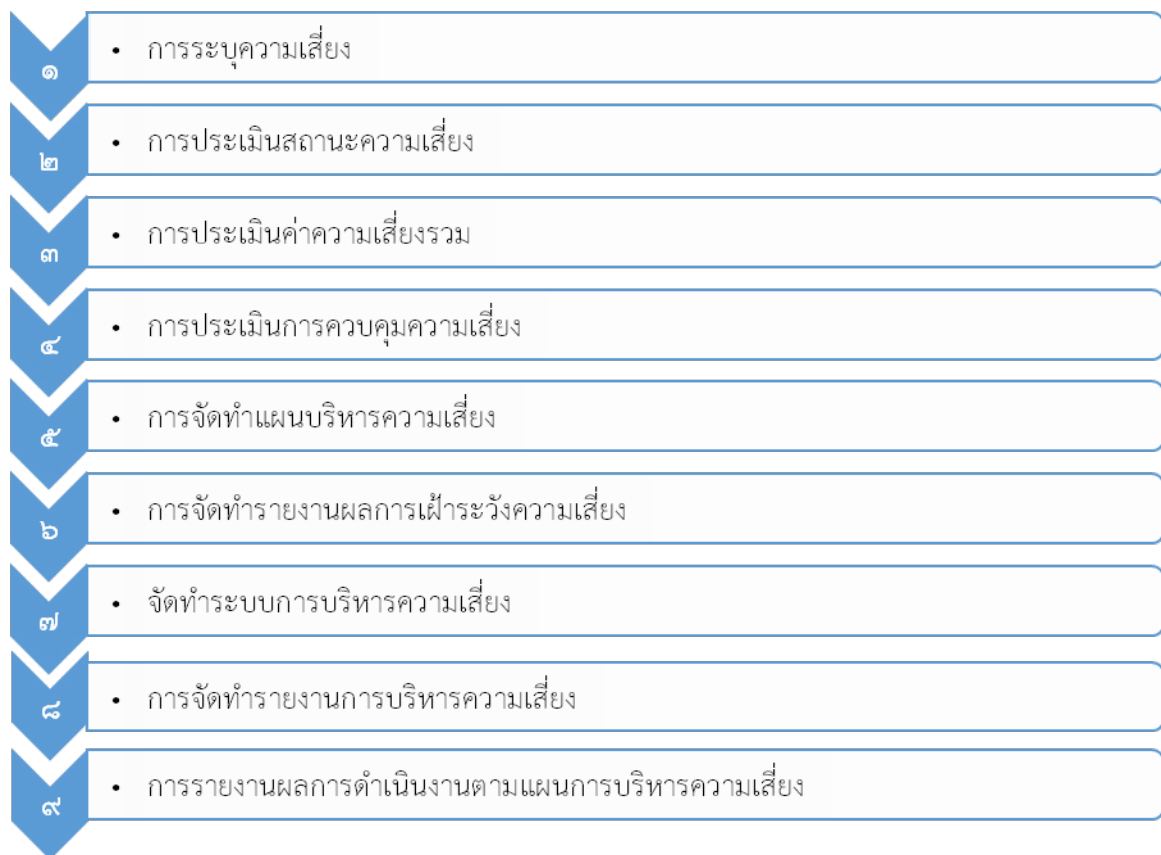 ๑
• การระบุความเสี่ยง
๒
• การประเมินสถานะความเสี่ยง
๓
• การประเมินค่าความเสี่ยงรวม
๔
• การประเมินการควบคุมความเสี่ยง
๕
• การจัดทำแผนบริหารความเสี่ยง
๖
• การจัดทำรายงานผลการเฝ้าระวังความเสี่ยง
๗
• จัดทำระบบการบริหารความเสี่ยง
๘
• การจัดทำรายงานการบริหารความเสี่ยง
๙
• การรายงานผลการดำเนินงานตามแผนการบริหารความเสี่ยง